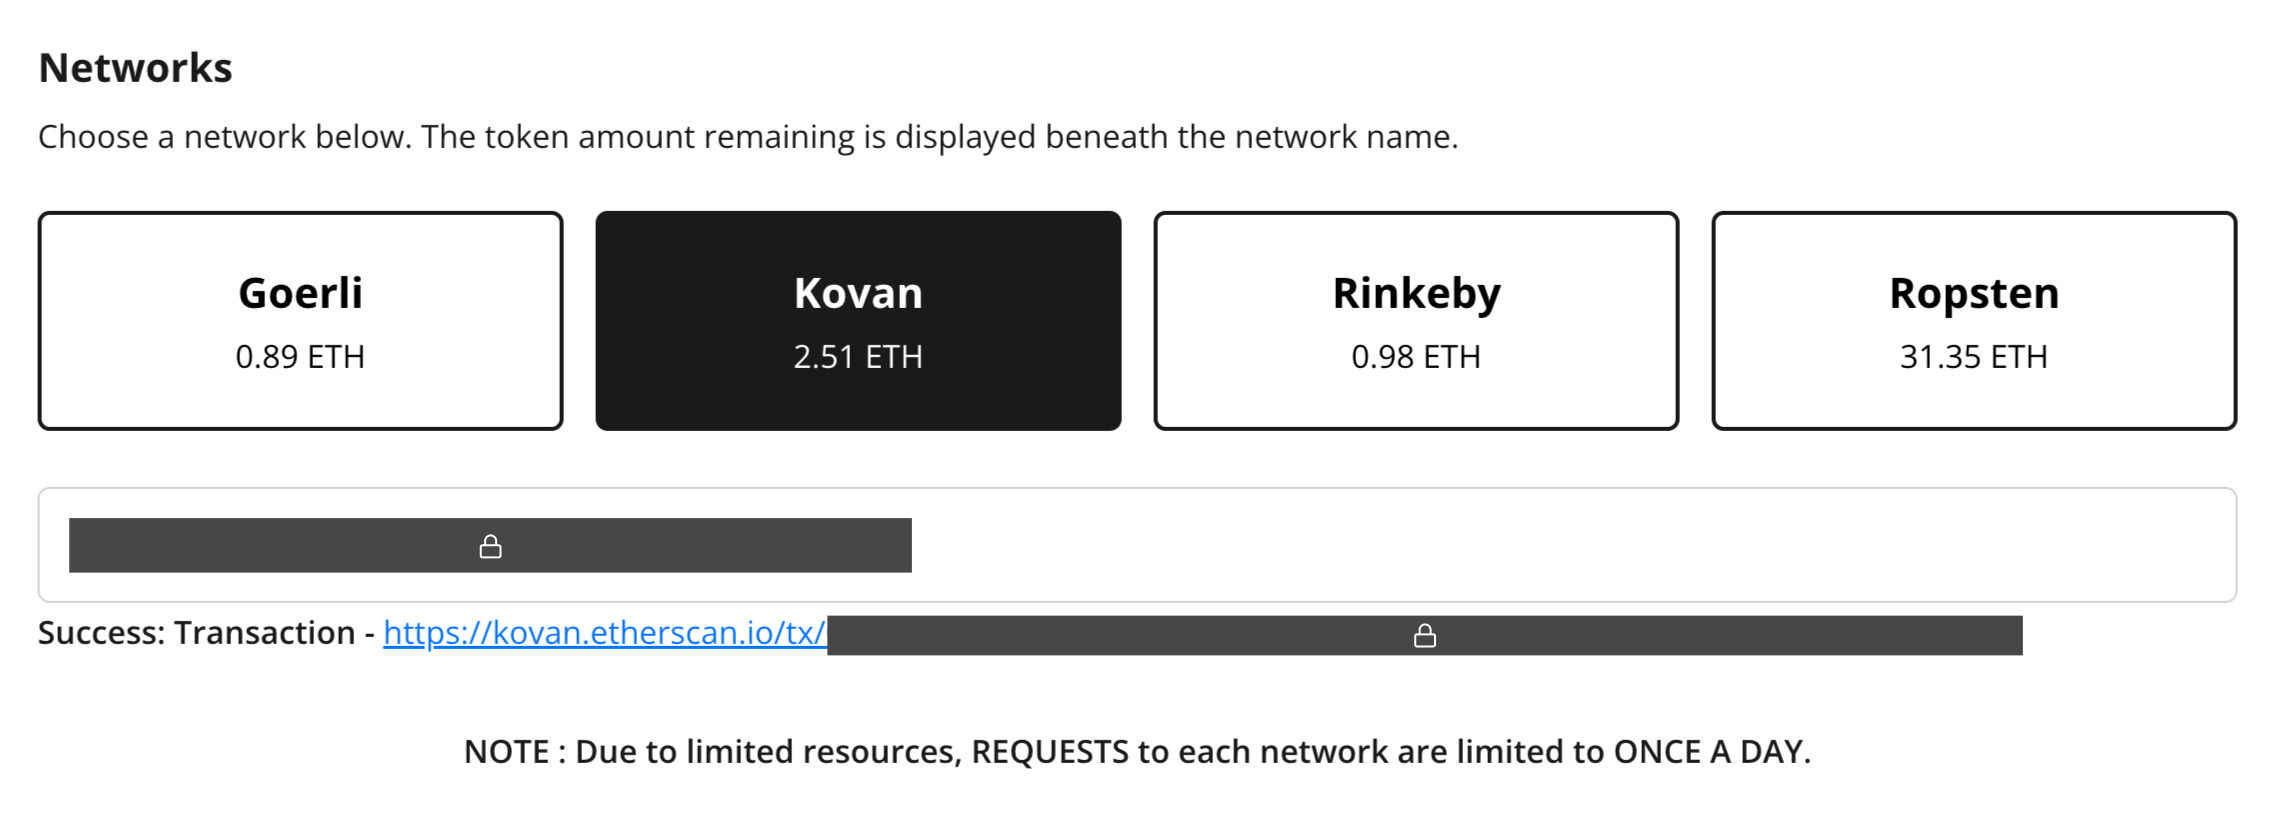 Networks
Choose a network below. The token amount remaining is displayed beneath the network name.
Goerli
0.89 ETH
Kovan
2.51 ETH
Rinkeby
0.98 ETH
Ropsten
31.35 ETH
Success: Transaction - https://kovan.etherscan.io/tx/
NOTE : Due to limited resources, REQUESTS to each network are limited to ONCE A DAY.